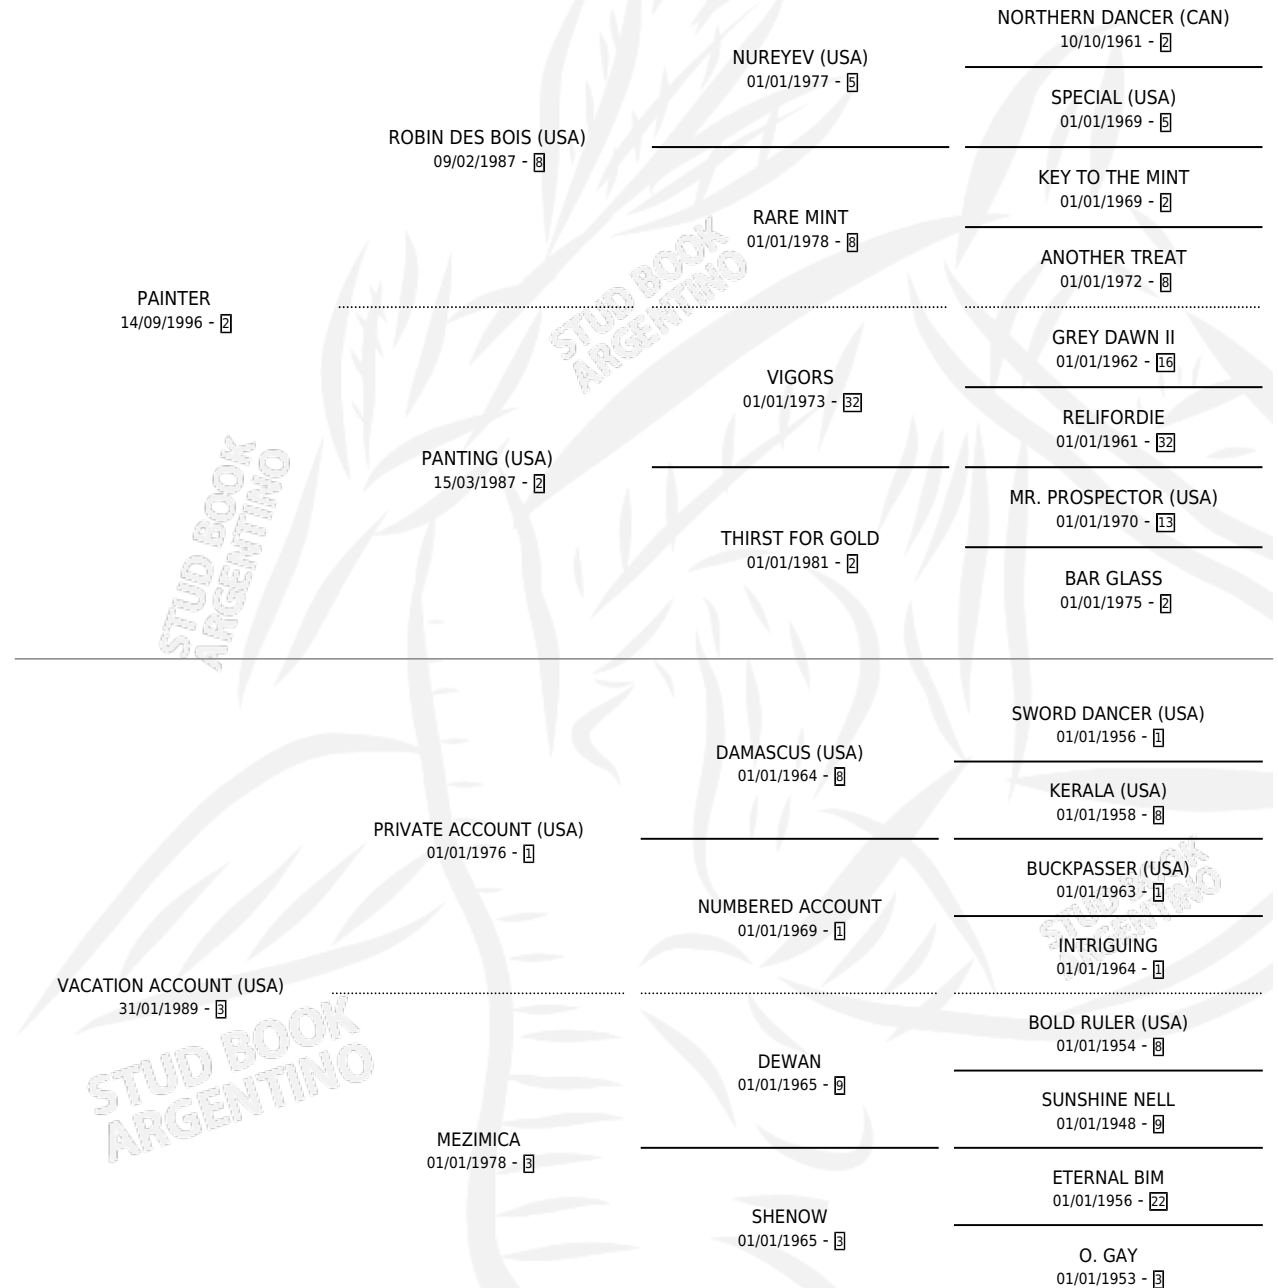 NORTHERN DANCER (CAN)
10/10/1961 - 2
NUREYEV (USA)
01/01/1977 - 5
SPECIAL (USA)
01/01/1969 - 5
ROBIN DES BOIS (USA)
09/02/1987 - 8
KEY TO THE MINT
01/01/1969 - 2
RARE MINT
01/01/1978 - 8
ANOTHER TREAT
01/01/1972 - 8
PAINTER
14/09/1996 - 2
GREY DAWN II
01/01/1962 - 16
VIGORS
01/01/1973 - 32
RELIFORDIE
01/01/1961 - 32
PANTING (USA)
15/03/1987 - 2
MR. PROSPECTOR (USA)
01/01/1970 - 13
THIRST FOR GOLD
01/01/1981 - 2
BAR GLASS
01/01/1975 - 2
SWORD DANCER (USA)
01/01/1956 - 1
DAMASCUS (USA)
01/01/1964 - 8
KERALA (USA)
01/01/1958 - 8
PRIVATE ACCOUNT (USA)
01/01/1976 - 1
BUCKPASSER (USA)
01/01/1963 - 1
NUMBERED ACCOUNT
01/01/1969 - 1
INTRIGUING
01/01/1964 - 1
VACATION ACCOUNT (USA)
31/01/1989 - 3
BOLD RULER (USA)
01/01/1954 - 8
DEWAN
01/01/1965 - 9
SUNSHINE NELL
01/01/1948 - 9
MEZIMICA
01/01/1978 - 3
ETERNAL BIM
01/01/1956 - 22
SHENOW
01/01/1965 - 3
O. GAY
01/01/1953 - 3
STUD BOOK
ARGENTINO
STUD BOOK
ARGENTINO
STUD BOOK
ARGENTINO
STUD BOOK
ARGENTINO